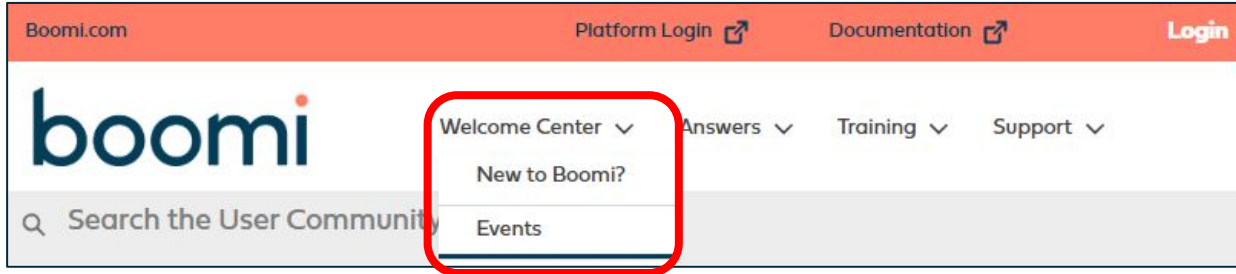 Boomi.com Platform Login Documentation Login
boomi
Welcome Center Answers Training Support
New to Boomi?
Search the User Community
Events